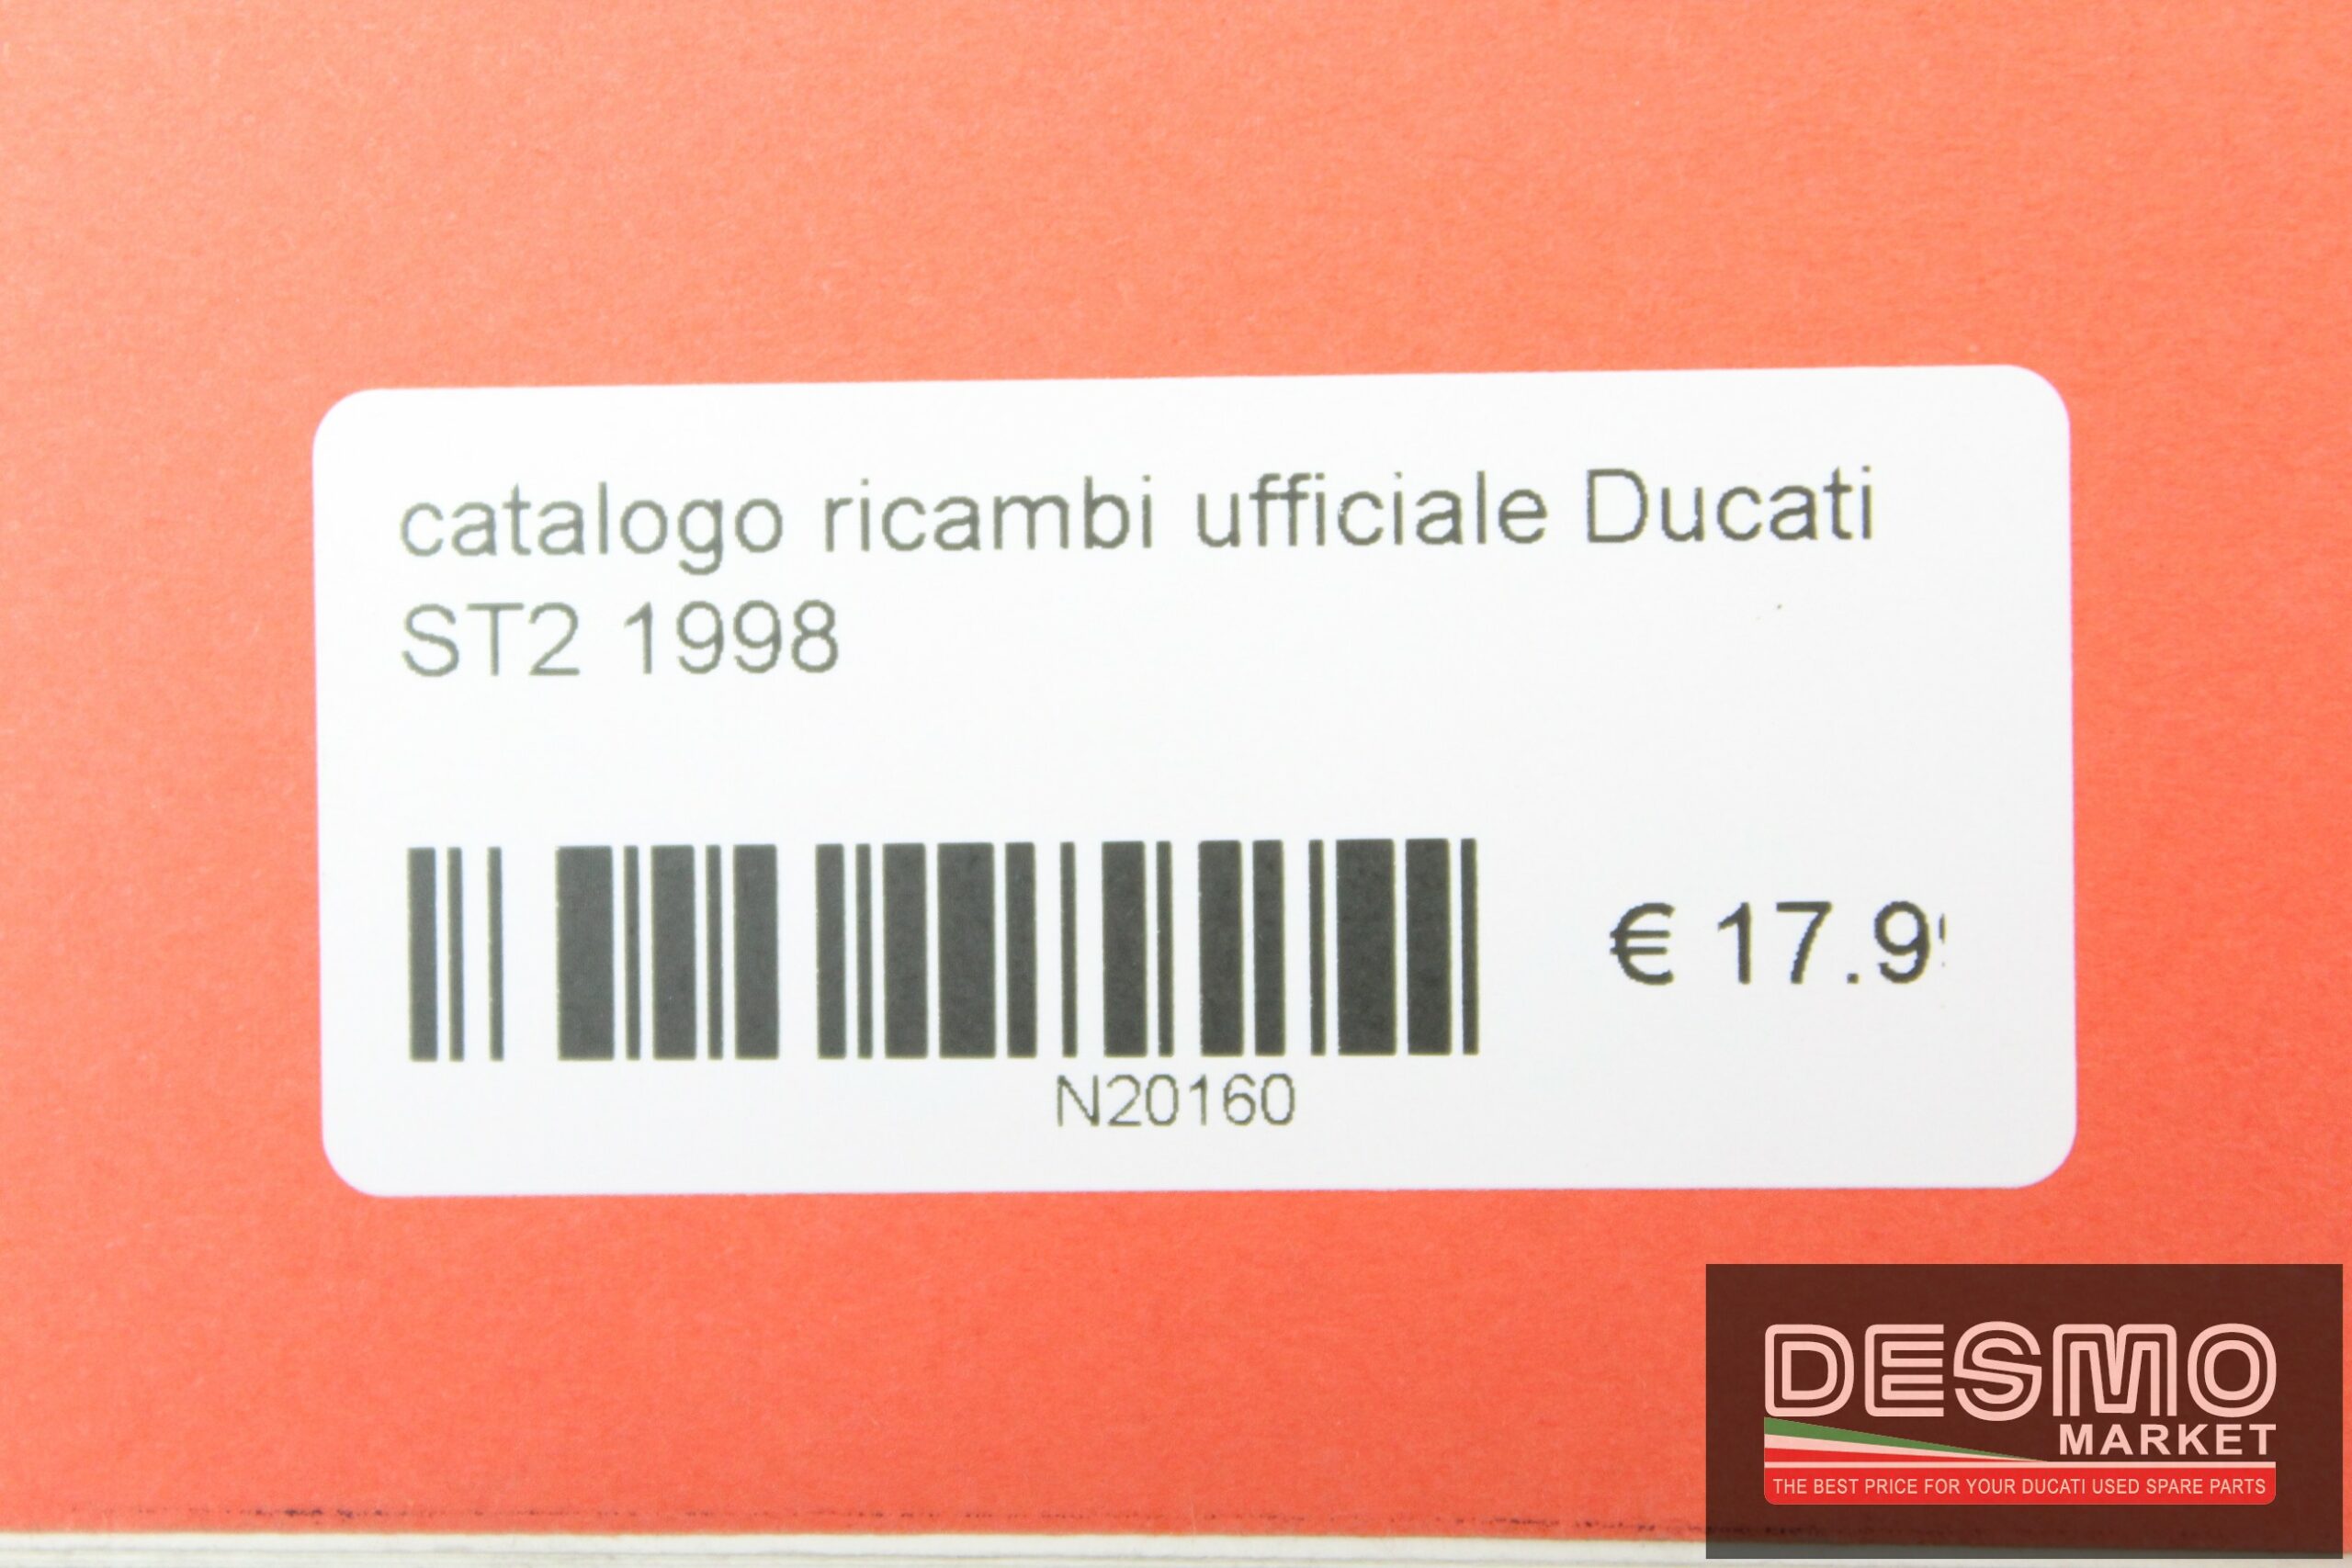 catalogo ricambi ufficiale Ducati
ST2 1998
€ 17.9
N20160
DESMO
MARKET
THE BEST PRICE FOR YOUR DUCATI USED SPARE PARTS